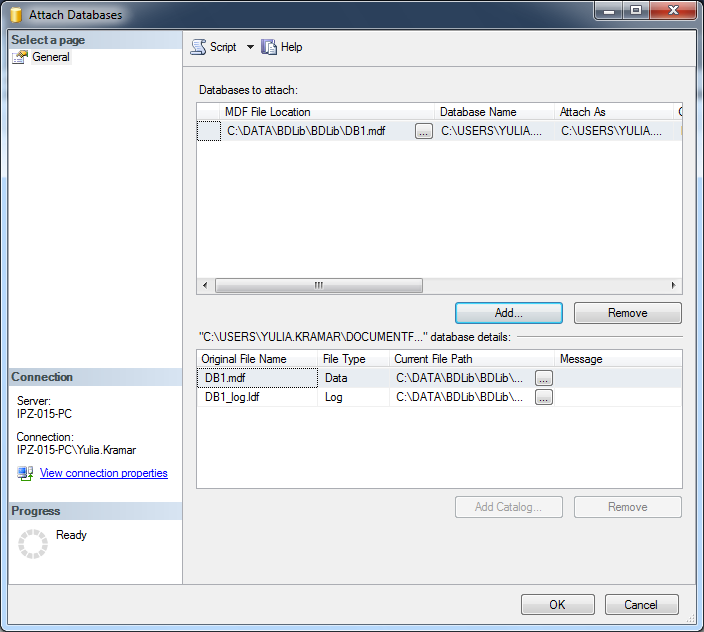 Attach Databases
Select a page
General
Script Help
Databases to attach:
MDF File Location Database Name Attach As
C:\DATA\BDLib\BDLib\DB1.mdf ... C:\USERS\YULIA.... C:\USERS\YULIA....
Add... Remove
"C:\USERS\YULIA.KRAMAR\DOCUMENTF..." database details:
Original File Name File Type Current File Path Message
DB1.mdf Data C:\DATA\BDLib\BDLib\... ...
DB1_log.ldf Log C:\DATA\BDLib\BDLib\... ...
Add Catalog... Remove
Connection
Server:
IPZ-015-PC
Connection:
IPZ-015-PC\Yulia.Kramar
View connection properties
Progress
Ready
OK Cancel